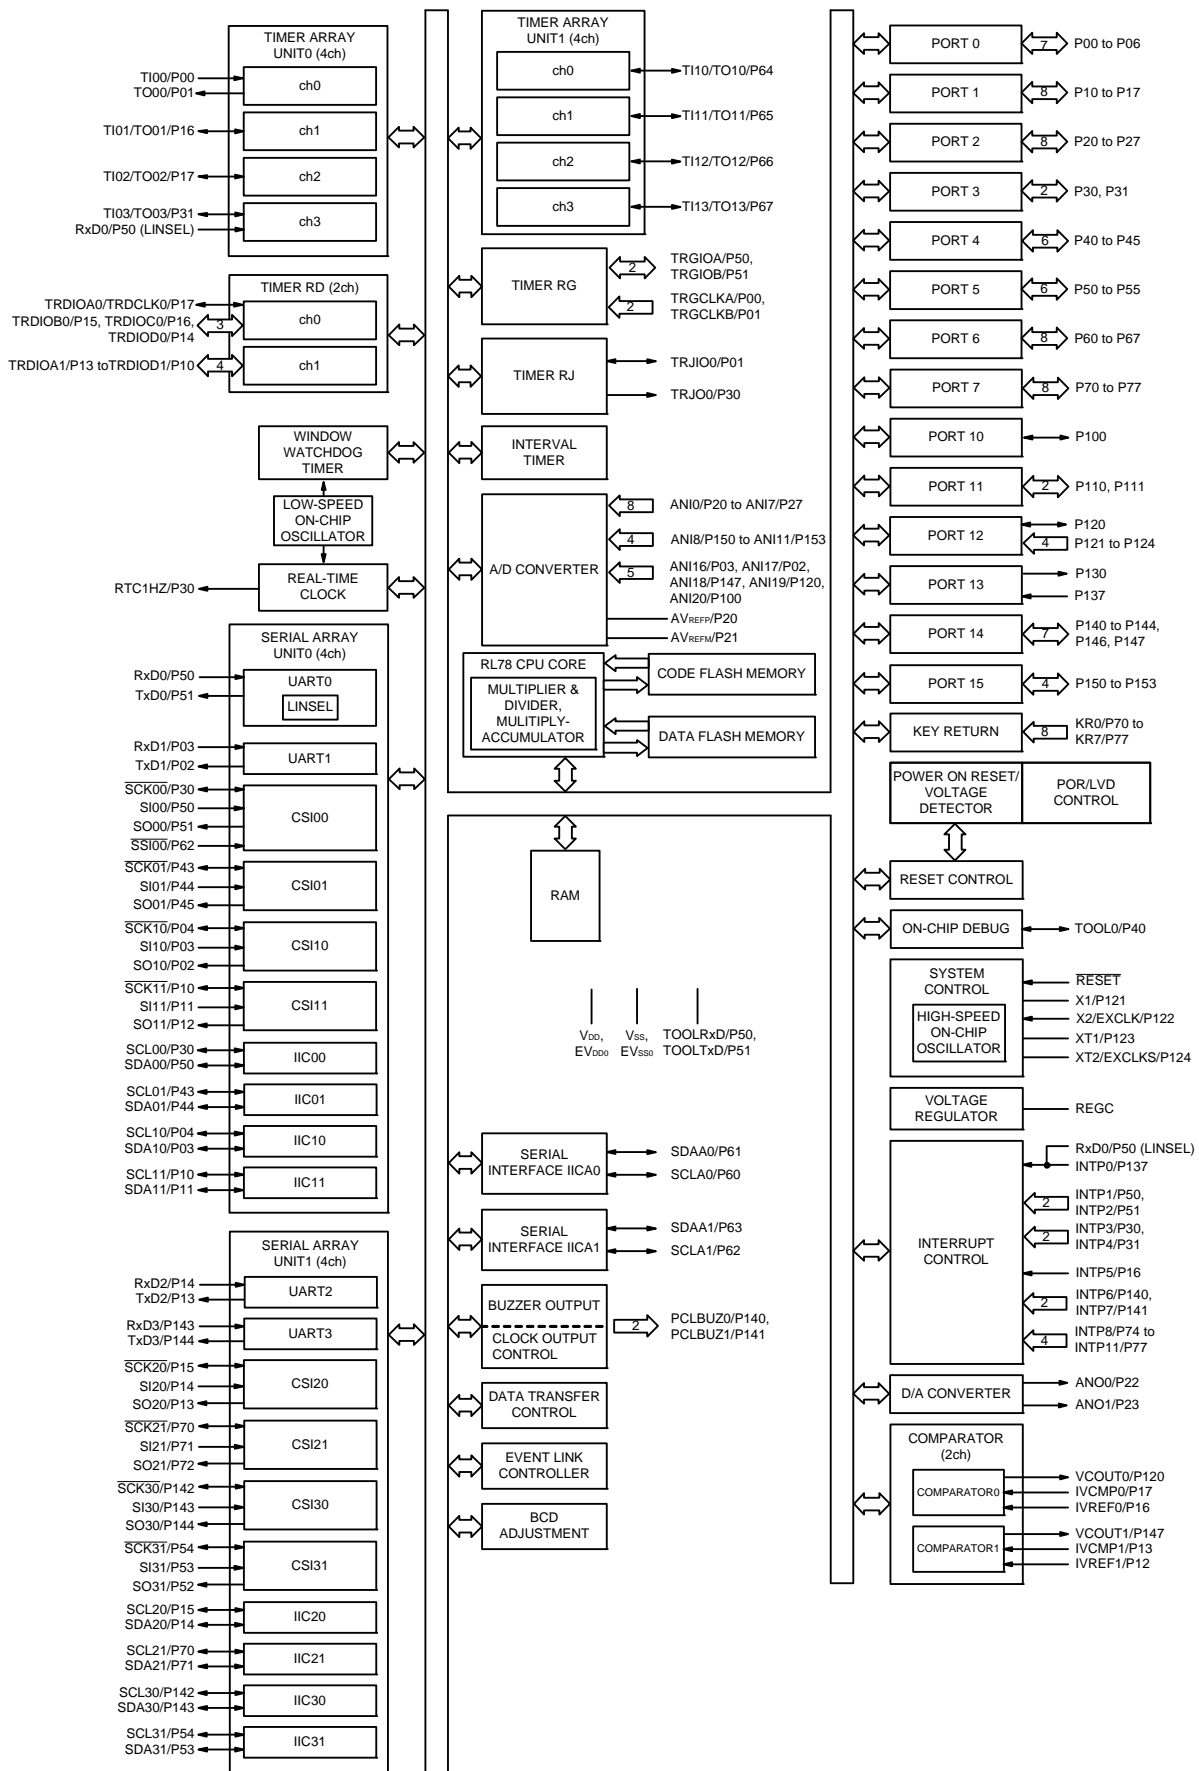 TIMER ARRAY
UNIT0 (4ch)
TI00/P00
TO00/P01
ch0
TI01/TO01/P16
ch1
TI02/TO02/P17
ch2
TI03/TO03/P31
RxD0/P50 (LINSEL)
ch3
TIMER RD (2ch)
TRDIOA0/TRDCLK0/P17
TRDIOB0/P15, TRDIOC0/P16,
TRDIOD0/P14
3
ch0
TRDIOA1/P13 toTRDIOD1/P10
4
ch1
WINDOW
WATCHDOG
TIMER
LOW-SPEED
ON-CHIP
OSCILLATOR
RTC1HZ/P30
REAL-TIME
CLOCK
SERIAL ARRAY
UNIT0 (4ch)
RxD0/P50
TxD0/P51
UART0
LINSEL
RxD1/P03
TxD1/P02
UART1
SCK00/P30
SI00/P50
SO00/P51
SSI00/P62
CSI00
SCK01/P43
SI01/P44
SO01/P45
CSI01
SCK10/P04
SI10/P03
SO10/P02
CSI10
SCK11/P10
SI11/P11
SO11/P12
CSI11
SCL00/P30
SDA00/P50
IIC00
SCL01/P43
SDA01/P44
IIC01
SCL10/P04
SDA10/P03
IIC10
SCL11/P10
SDA11/P11
IIC11
SERIAL ARRAY
UNIT1 (4ch)
RxD2/P14
TxD2/P13
UART2
RxD3/P143
TxD3/P144
UART3
SCK20/P15
SI20/P14
SO20/P13
CSI20
SCK21/P70
SI21/P71
SO21/P72
CSI21
SCK30/P142
SI30/P143
SO30/P144
CSI30
SCK31/P54
SI31/P53
SO31/P52
CSI31
SCL20/P15
SDA20/P14
IIC20
SCL21/P70
SDA21/P71
IIC21
SCL30/P142
SDA30/P143
IIC30
SCL31/P54
SDA31/P53
IIC31
TIMER ARRAY
UNIT1 (4ch)
ch0
TI10/TO10/P64
ch1
TI11/TO11/P65
ch2
TI12/TO12/P66
ch3
TI13/TO13/P67
TIMER RG
2
TRGIOA/P50,
TRGIOB/P51
2
TRGCLKA/P00,
TRGCLKB/P01
TIMER RJ
TRJIO0/P01
TRJO0/P30
INTERVAL
TIMER
A/D CONVERTER
8
ANI0/P20 to ANI7/P27
4
ANI8/P150 to ANI11/P153
5
ANI16/P03, ANI17/P02,
ANI18/P147, ANI19/P120,
ANI20/P100
AVREFP/P20
AVREFM/P21
RL78 CPU CORE
MULTIPLIER &
DIVIDER,
MULITIPLY-
ACCUMULATOR
CODE FLASH MEMORY
DATA FLASH MEMORY
RAM
VDD,
EVDD0
VSS,
EVSS0
TOOLRxD/P50,
TOOLTxD/P51
SERIAL
INTERFACE IICA0
SDAA0/P61
SCLA0/P60
SERIAL
INTERFACE IICA1
SDAA1/P63
SCLA1/P62
BUZZER OUTPUT
CLOCK OUTPUT
CONTROL
2
PCLBUZ0/P140,
PCLBUZ1/P141
DATA TRANSFER
CONTROL
EVENT LINK
CONTROLLER
BCD
ADJUSTMENT
PORT 0
7
P00 to P06
PORT 1
8
P10 to P17
PORT 2
8
P20 to P27
PORT 3
2
P30, P31
PORT 4
6
P40 to P45
PORT 5
6
P50 to P55
PORT 6
8
P60 to P67
PORT 7
8
P70 to P77
PORT 10
P100
PORT 11
2
P110, P111
PORT 12
P120
4
P121 to P124
PORT 13
P130
P137
PORT 14
7
P140 to P144,
P146, P147
PORT 15
4
P150 to P153
KEY RETURN
8
KR0/P70 to
KR7/P77
POWER ON RESET/
VOLTAGE
DETECTOR
POR/LVD
CONTROL
RESET CONTROL
ON-CHIP DEBUG
TOOL0/P40
SYSTEM
CONTROL
HIGH-SPEED
ON-CHIP
OSCILLATOR
RESET
X1/P121
X2/EXCLK/P122
XT1/P123
XT2/EXCLKS/P124
VOLTAGE
REGULATOR
REGC
INTERRUPT
CONTROL
RxD0/P50 (LINSEL)
INTP0/P137
2
INTP1/P50,
INTP2/P51
2
INTP3/P30,
INTP4/P31
INTP5/P16
2
INTP6/P140,
INTP7/P141
4
INTP8/P74 to
INTP11/P77
D/A CONVERTER
ANO0/P22
ANO1/P23
COMPARATOR
(2ch)
COMPARATOR0
VCOUT0/P120
IVCMP0/P17
IVREF0/P16
COMPARATOR1
VCOUT1/P147
IVCMP1/P13
IVREF1/P12